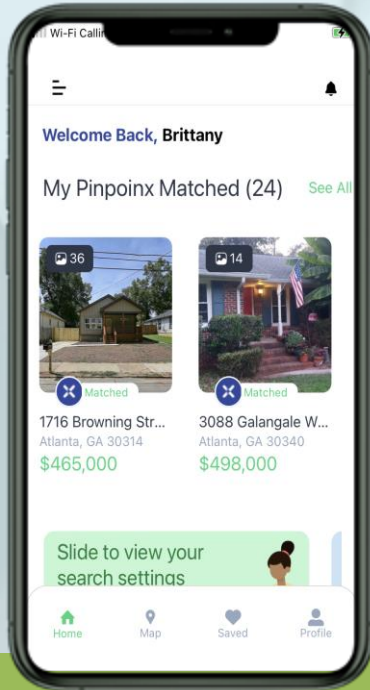 Wi-Fi Callin
Welcome Back, Brittany
My Pinpoinx Matched (24) See All
36
14
Matched
Matched
1716 Browning Str...
3088 Galangale W...
Atlanta, GA 30314
Atlanta, GA 30340
$465,000
$498,000
Slide to view your
search settings
Home
Map
Saved
Profile